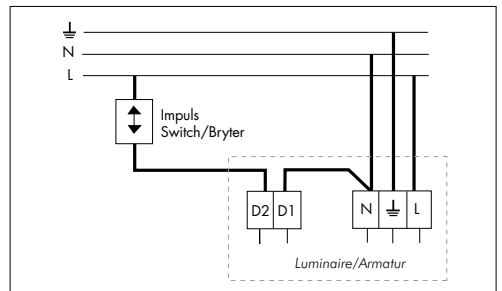 ⏚
N
L
Impuls
Switch/Bryter
D2 D1 N ⏚ L
Luminaire/Armatur